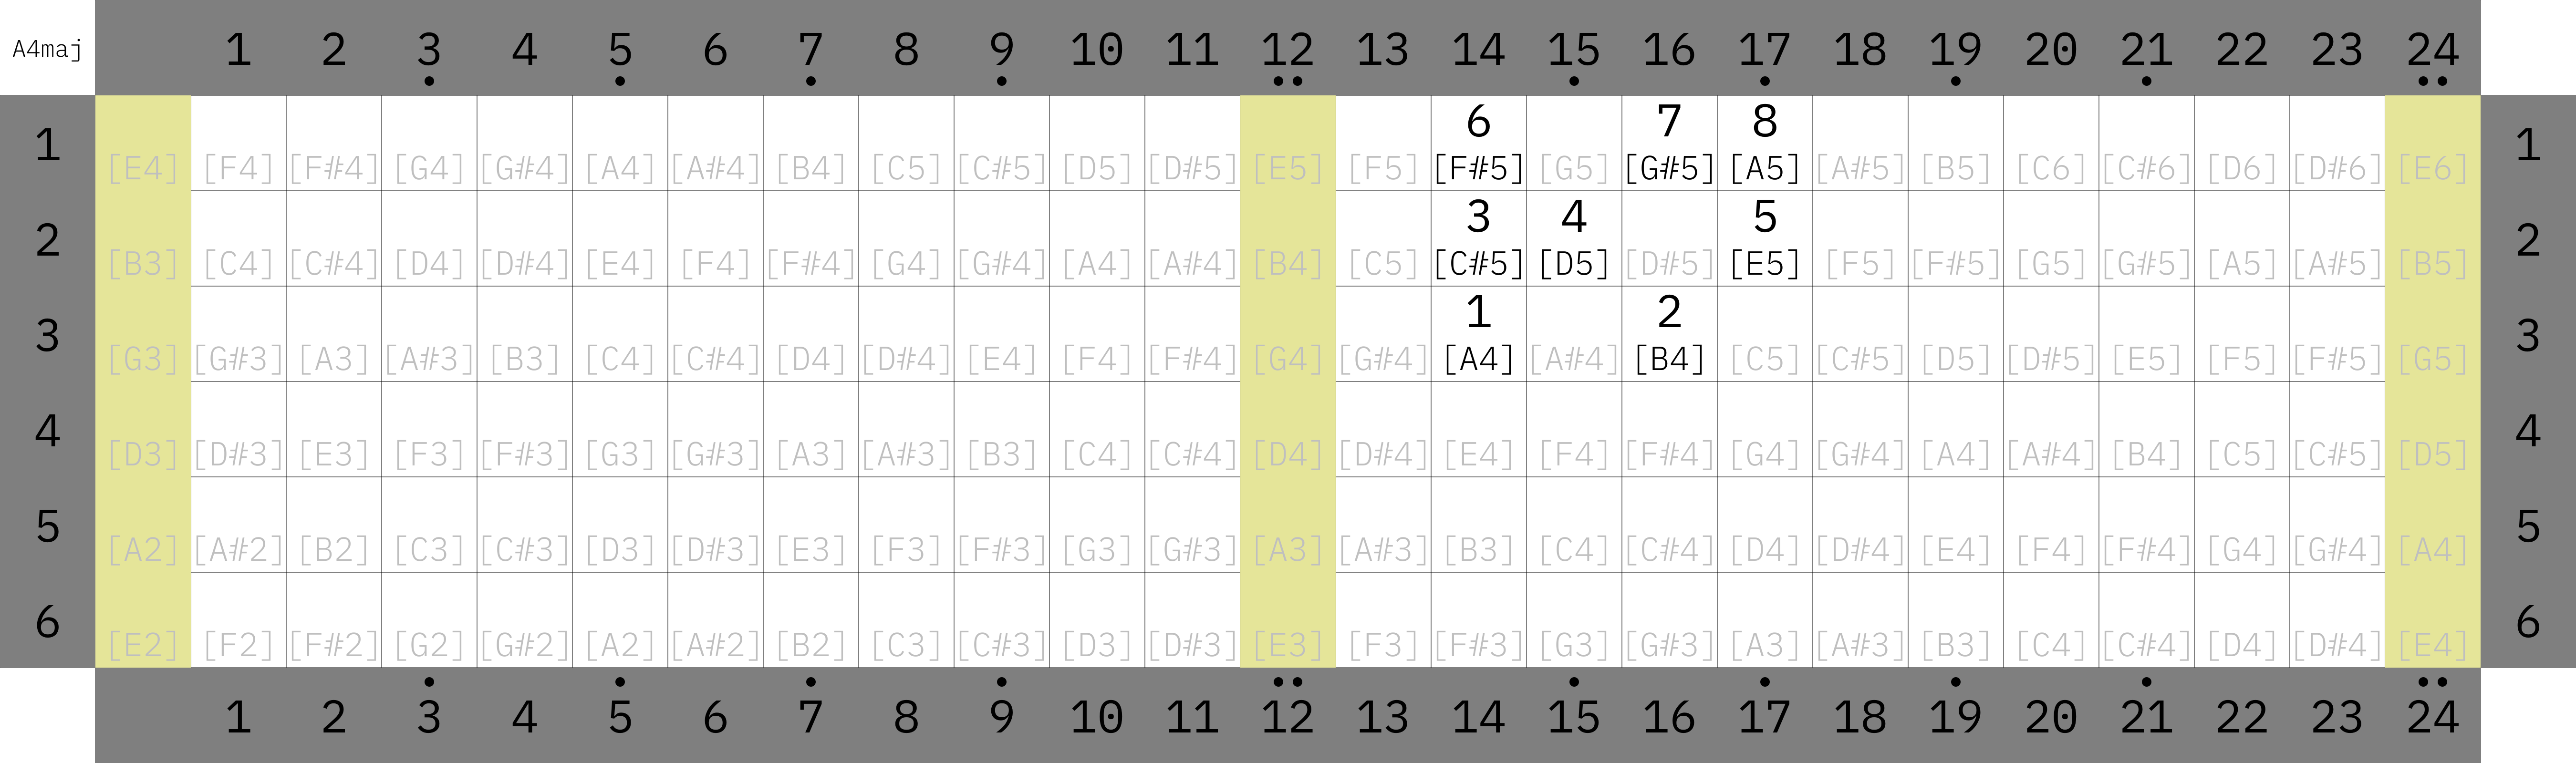 A4maj 1 2 3 4 5 6 7 8 9 10 11 12 13 14 15 16 17 18 19 20 21 22 23 24
6 7 8
1 [E4] [F4] [F#4] [G4] [G#4] [A4] [A#4] [B4] [C5] [C#5] [D5] [D#5] [E5] [F5] [F#5] [G5] [G#5] [A5] [A#5] [B5] [C6] [C#6] [D6] [D#6] [E6] 1
3 4 5
2 [B3] [C4] [C#4] [D4] [D#4] [E4] [F4] [F#4] [G4] [G#4] [A4] [A#4] [B4] [C5] [C#5] [D5] [D#5] [E5] [F5] [F#5] [G5] [G#5] [A5] [A#5] [B5] 2
1 2
3 [G3] [G#3] [A3] [A#3] [B3] [C4] [C#4] [D4] [D#4] [E4] [F4] [F#4] [G4] [G#4] [A4] [A#4] [B4] [C5] [C#5] [D5] [D#5] [E5] [F5] [F#5] [G5] 3
4 [D3] [D#3] [E3] [F3] [F#3] [G3] [G#3] [A3] [A#3] [B3] [C4] [C#4] [D4] [D#4] [E4] [F4] [F#4] [G4] [G#4] [A4] [A#4] [B4] [C5] [C#5] [D5] 4
5 [A2] [A#2] [B2] [C3] [C#3] [D3] [D#3] [E3] [F3] [F#3] [G3] [G#3] [A3] [A#3] [B3] [C4] [C#4] [D4] [D#4] [E4] [F4] [F#4] [G4] [G#4] [A4] 5
6 [E2] [F2] [F#2] [G2] [G#2] [A2] [A#2] [B2] [C3] [C#3] [D3] [D#3] [E3] [F3] [F#3] [G3] [G#3] [A3] [A#3] [B3] [C4] [C#4] [D4] [D#4] [E4] 6
1 2 3 4 5 6 7 8 9 10 11 12 13 14 15 16 17 18 19 20 21 22 23 24